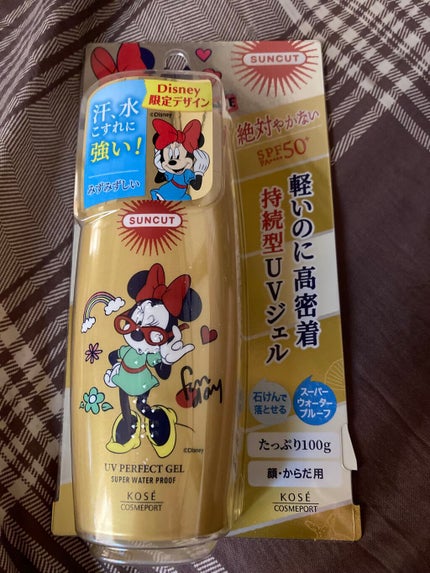 SUNCUT
Disney
限定デザイン
©Disney
汗、水
こすれに
強い!
みずみずしい
SUNCUT
絶対やかない
SPF 50+
PA++++
軽いのに高密着
持続型UVジェル
Fun
day
©Disney
石けんで
落とせる
スーパー
ウォーター
プルーフ
たっぷり100g
顔・からだ用
UV PERFECT GEL
SUPER WATER PROOF
KOSÉ
COSMEPORT
KOSÉ
COSMEPORT